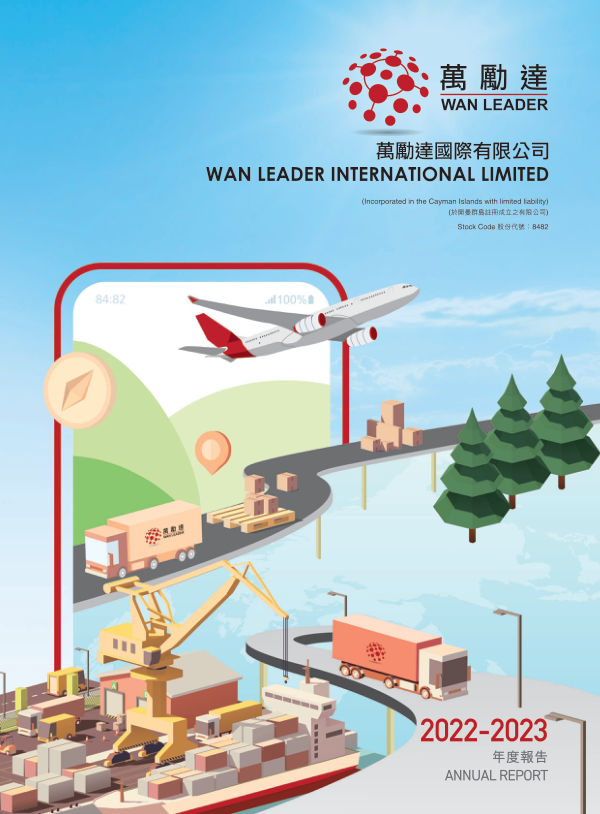 萬勵達
WAN LEADER
萬勵達國際有限公司
WAN LEADER INTERNATIONAL LIMITED
(Incorporated in the Cayman Islands with limited liability)
(於開曼群島註冊成立之有限公司)
Stock Code 股份代號：8482
84:82
100%
萬勵達
WAN LEADER
2022-2023
年度報告
ANNUAL REPORT